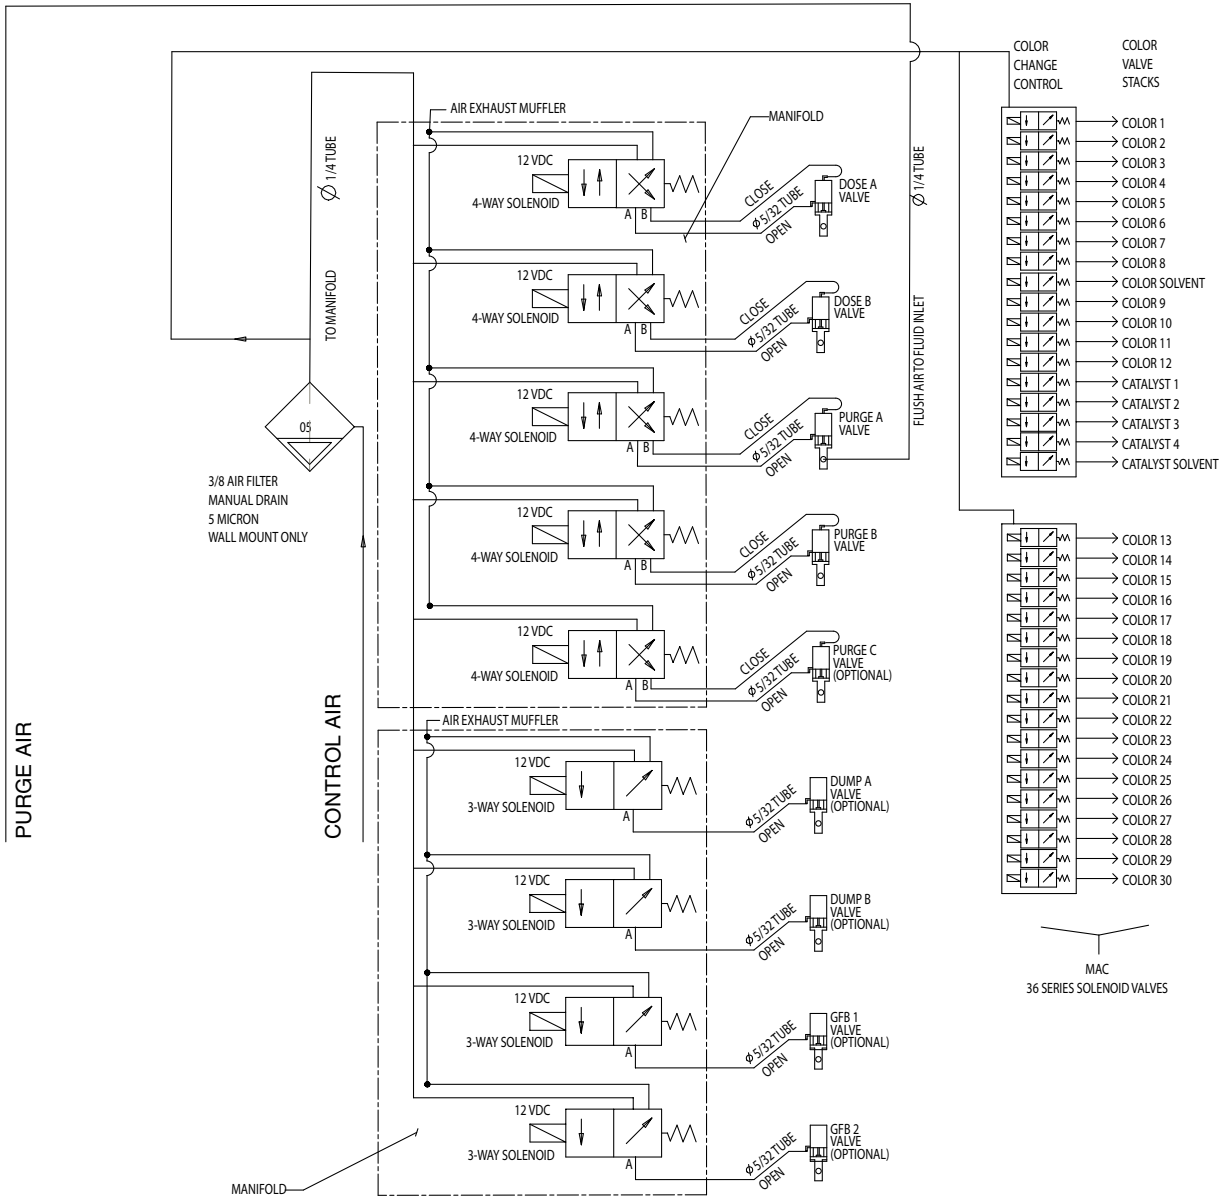 PURGE AIR
CONTROL AIR
TO MANIFOLD
Ø 1/4 TUBE
05
3/8 AIR FILTER
MANUAL DRAIN
5 MICRON
WALL MOUNT ONLY
AIR EXHAUST MUFFLER
MANIFOLD
12 VDC
4-WAY SOLENOID
A B
CLOSE
Ø 5/32 TUBE
OPEN
DOSE A
VALVE
12 VDC
4-WAY SOLENOID
A B
CLOSE
Ø 5/32 TUBE
OPEN
DOSE B
VALVE
12 VDC
4-WAY SOLENOID
A B
CLOSE
Ø 5/32 TUBE
OPEN
PURGE A
VALVE
12 VDC
4-WAY SOLENOID
A B
CLOSE
Ø 5/32 TUBE
OPEN
PURGE B
VALVE
12 VDC
4-WAY SOLENOID
A B
CLOSE
Ø 5/32 TUBE
OPEN
PURGE C
VALVE
(OPTIONAL)
AIR EXHAUST MUFFLER
12 VDC
3-WAY SOLENOID
A
Ø 5/32 TUBE
OPEN
DUMP A
VALVE
(OPTIONAL)
12 VDC
3-WAY SOLENOID
A
Ø 5/32 TUBE
OPEN
DUMP B
VALVE
(OPTIONAL)
12 VDC
3-WAY SOLENOID
A
Ø 5/32 TUBE
OPEN
GFB 1
VALVE
(OPTIONAL)
12 VDC
3-WAY SOLENOID
A
Ø 5/32 TUBE
OPEN
GFB 2
VALVE
(OPTIONAL)
MANIFOLD
FLUSH AIR TO FLUID INLET
Ø 1/4 TUBE
COLOR
CHANGE
CONTROL
COLOR
VALVE
STACKS
COLOR 1
COLOR 2
COLOR 3
COLOR 4
COLOR 5
COLOR 6
COLOR 7
COLOR 8
COLOR SOLVENT
COLOR 9
COLOR 10
COLOR 11
COLOR 12
CATALYST 1
CATALYST 2
CATALYST 3
CATALYST 4
CATALYST SOLVENT
COLOR 13
COLOR 14
COLOR 15
COLOR 16
COLOR 17
COLOR 18
COLOR 19
COLOR 20
COLOR 21
COLOR 22
COLOR 23
COLOR 24
COLOR 25
COLOR 26
COLOR 27
COLOR 28
COLOR 29
COLOR 30
MAC
36 SERIES SOLENOID VALVES